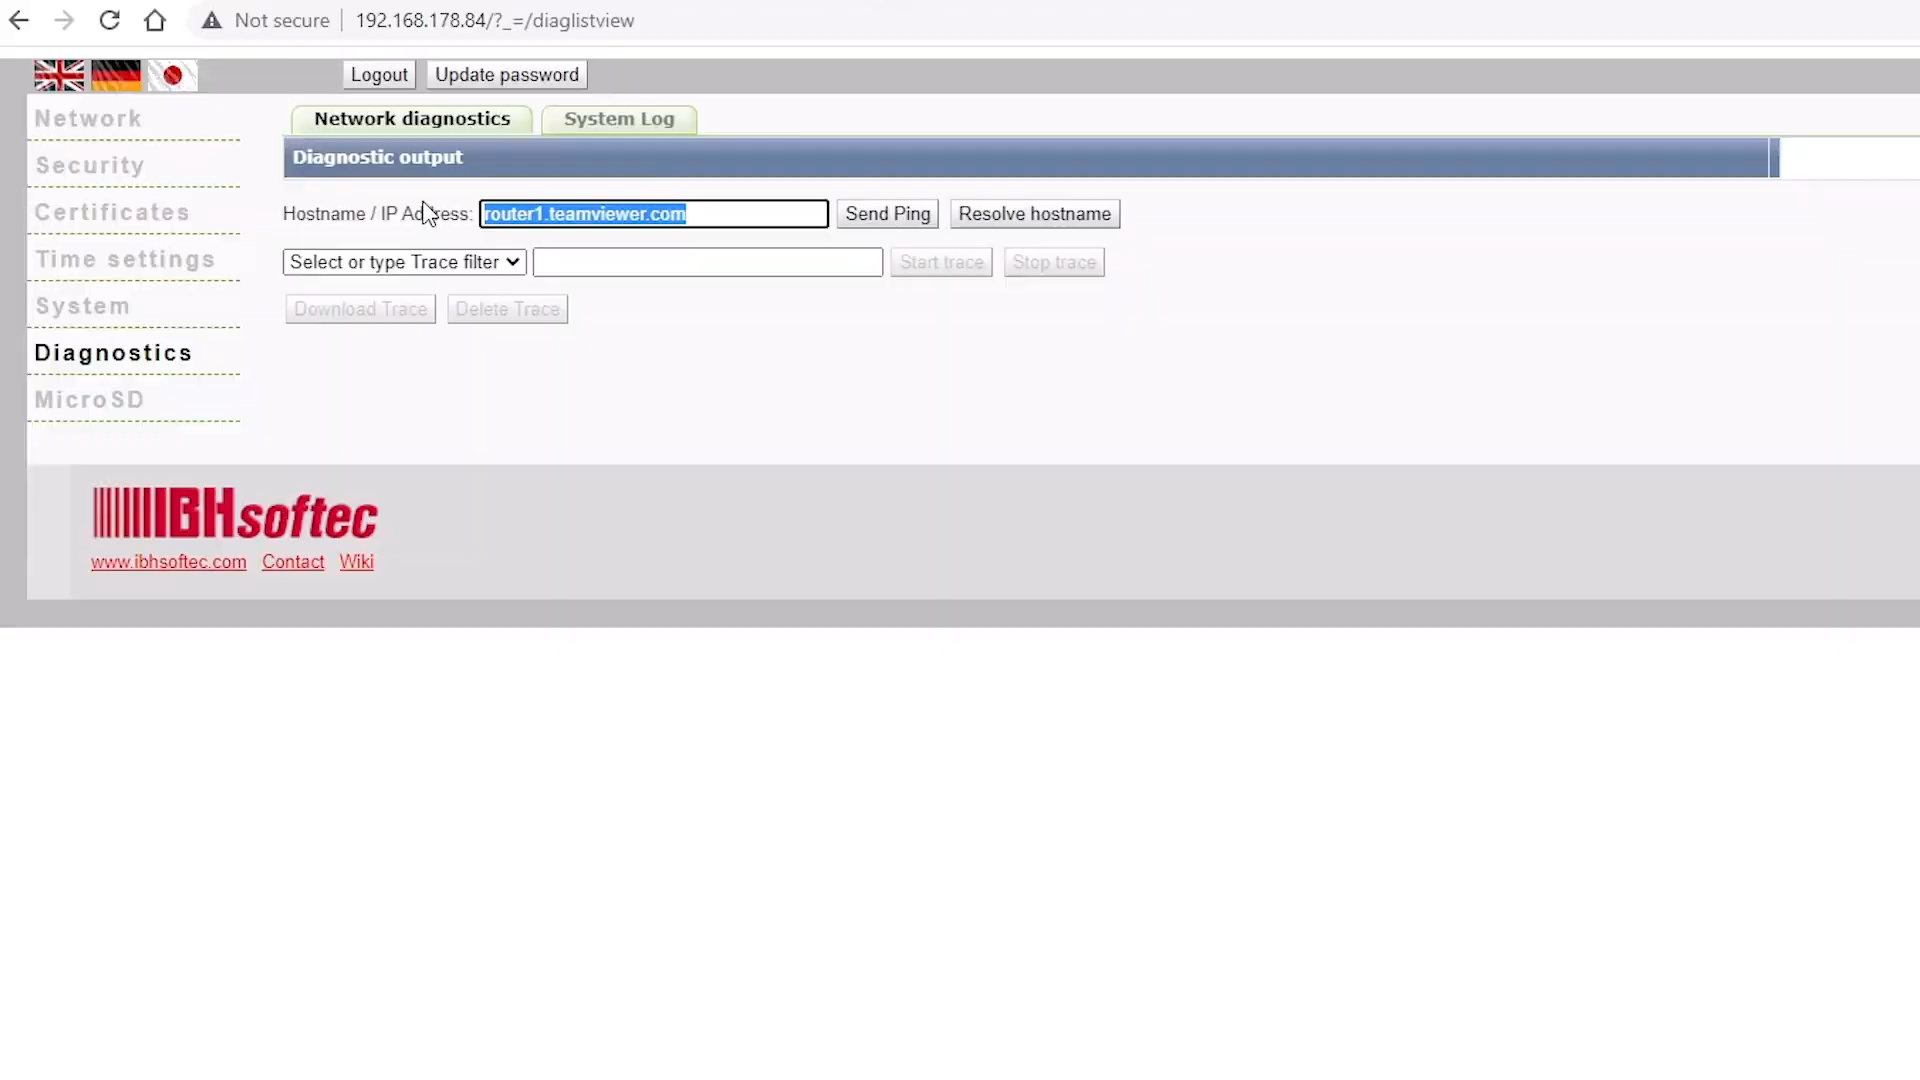 Not secure 192.168.178.84/?_=/diaglistview
Logout Update password
Network
Security
Certificates
Time settings
System
Diagnostics
MicroSD
Network diagnostics System Log
Diagnostic output
Hostname / IP Address: router1.teamviewer.com Send Ping Resolve hostname
Select or type Trace filter Start trace Stop trace
Download Trace Delete Trace
IBHsoftec
www.ibhsoftec.com Contact Wiki